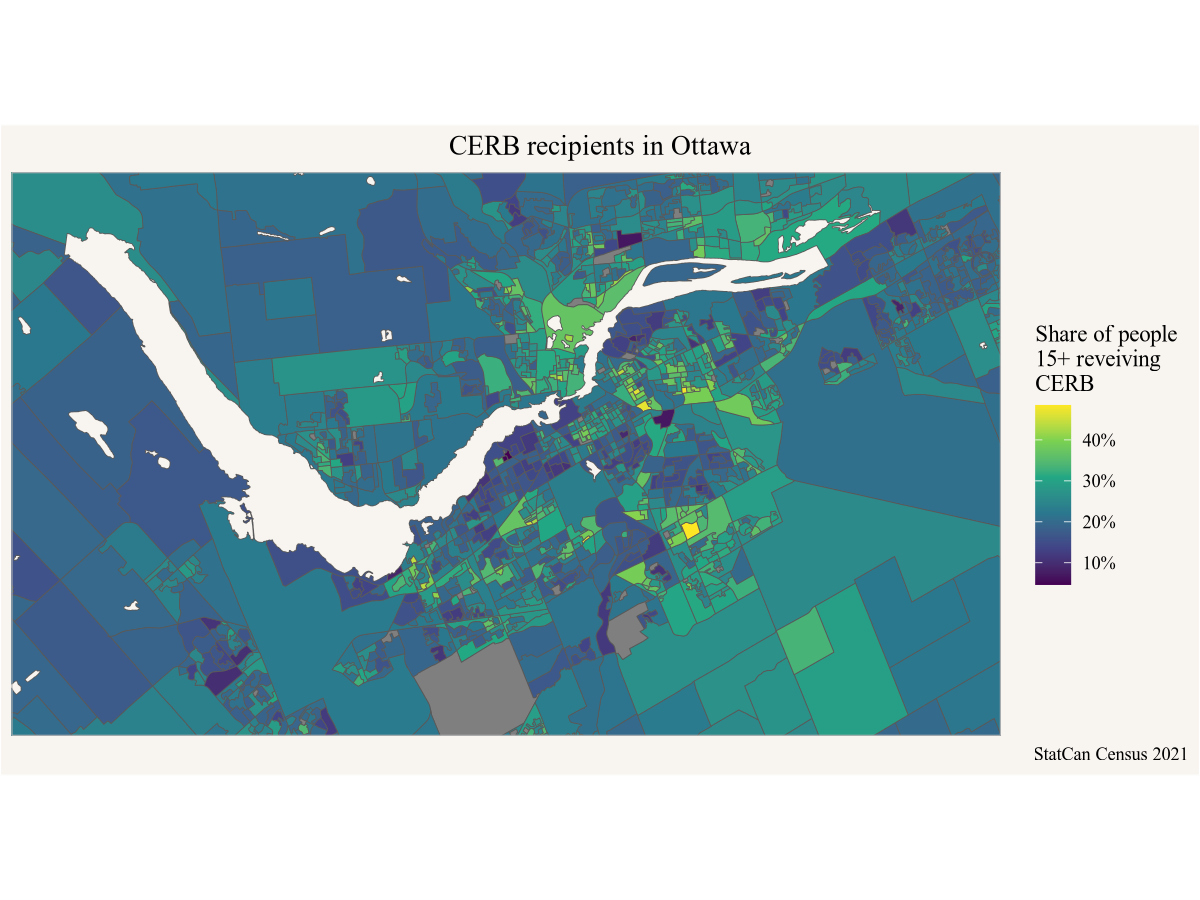 CERB recipients in Ottawa
Share of people
15+ reveiving
CERB
40%
30%
20%
10%
StatCan Census 2021